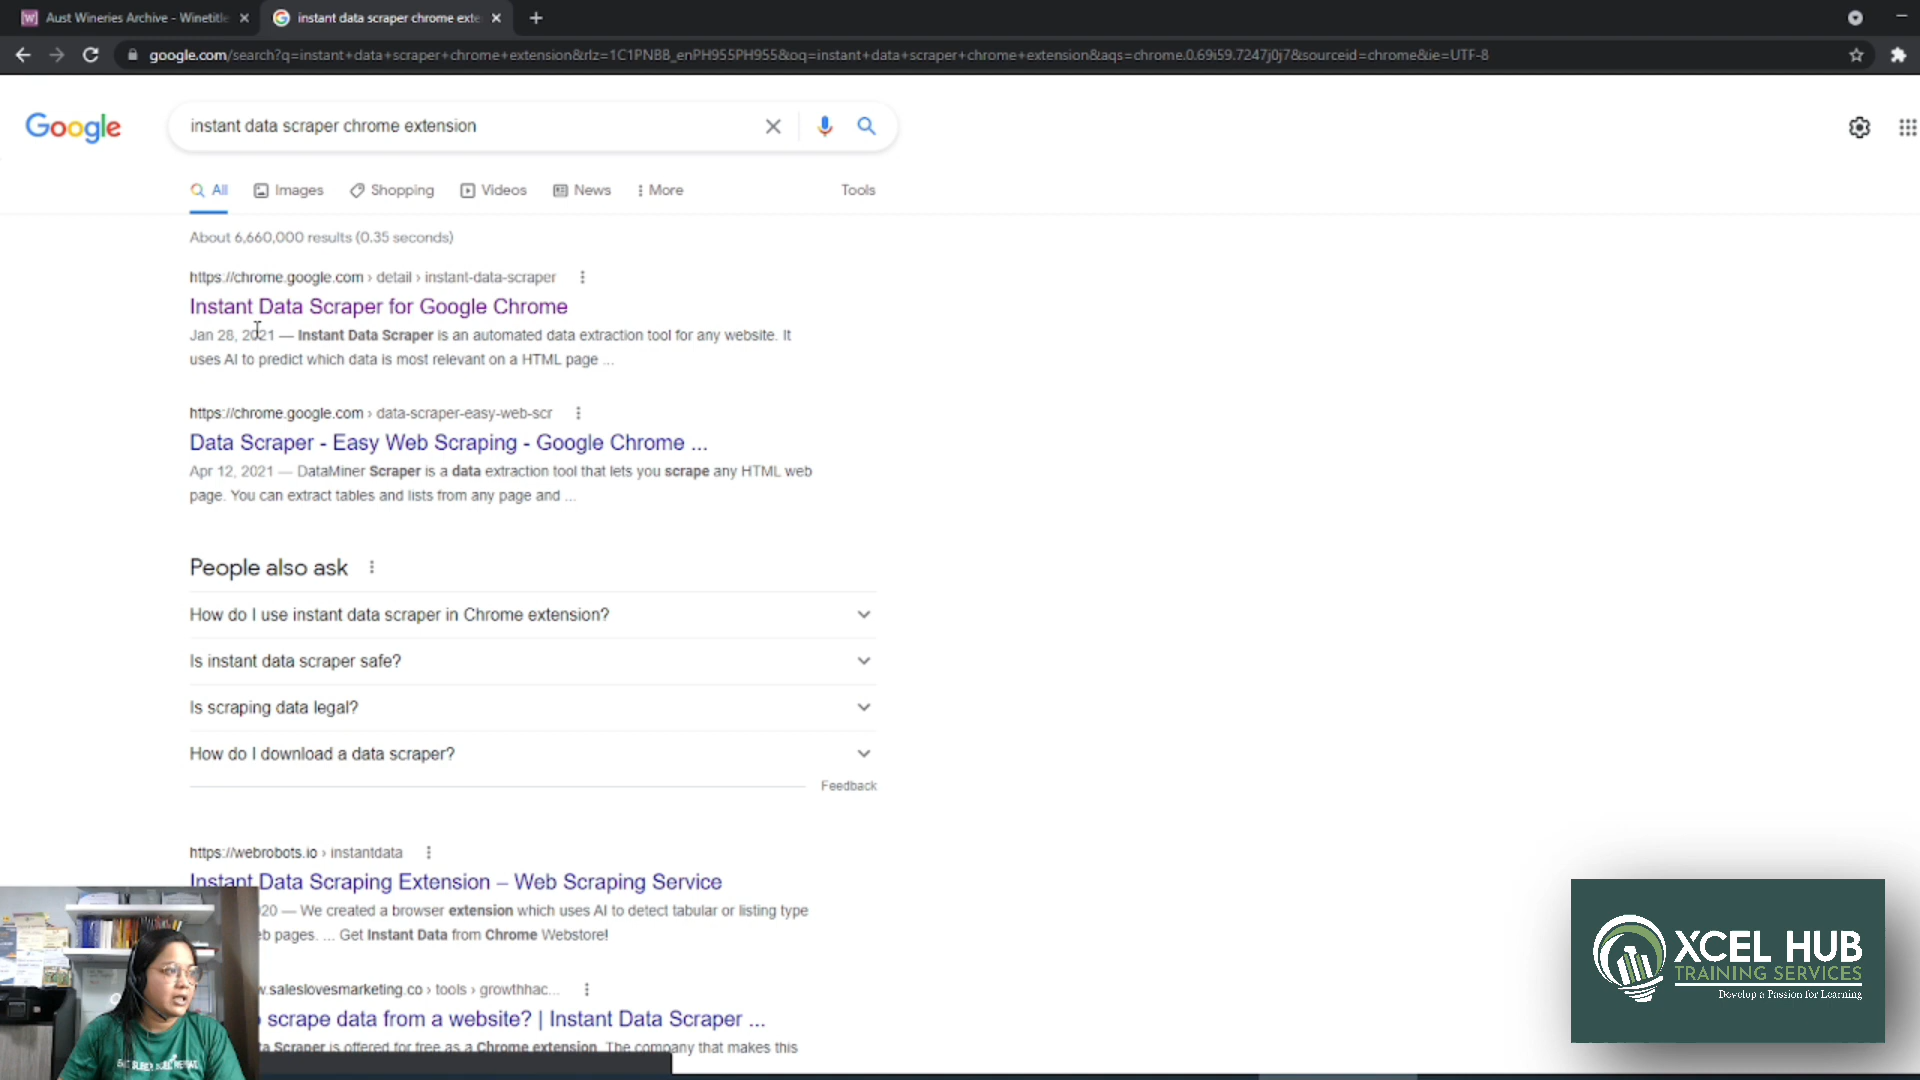 Aust Wineries Archive - Winetitle
instant data scraper chrome exte
google.com/search?q=instant+data+scraper+chrome+extension&rlz=1C1PNBB_enPH955PH955&oq=instant+data+scraper+chrome+extension&aqs=chrome.0.69i59.7247j0j7&sourceid=chrome&ie=UTF-8
Google
instant data scraper chrome extension
All Images Shopping Videos News More Tools
About 6,660,000 results (0.35 seconds)
https://chrome.google.com › detail › instant-data-scraper
Instant Data Scraper for Google Chrome
Jan 28, 2021 — Instant Data Scraper is an automated data extraction tool for any website. It
uses AI to predict which data is most relevant on a HTML page ...
https://chrome.google.com › data-scraper-easy-web-scr
Data Scraper - Easy Web Scraping - Google Chrome ...
Apr 12, 2021 — DataMiner Scraper is a data extraction tool that lets you scrape any HTML web
page. You can extract tables and lists from any page and ...
People also ask
How do I use instant data scraper in Chrome extension?
Is instant data scraper safe?
Is scraping data legal?
How do I download a data scraper?
Feedback
https://webrobots.io › instantdata
Instant Data Scraping Extension – Web Scraping Service
20 — We created a browser extension which uses AI to detect tabular or listing type
b pages. ... Get Instant Data from Chrome Webstore!
.saleslovesmarketing.co › tools › growthhac...
scrape data from a website? | Instant Data Scraper ...
ta Scraper is offered for free as a Chrome extension. The company that makes this
XCEL HUB
TRAINING SERVICES
Develop a Passion for Learning